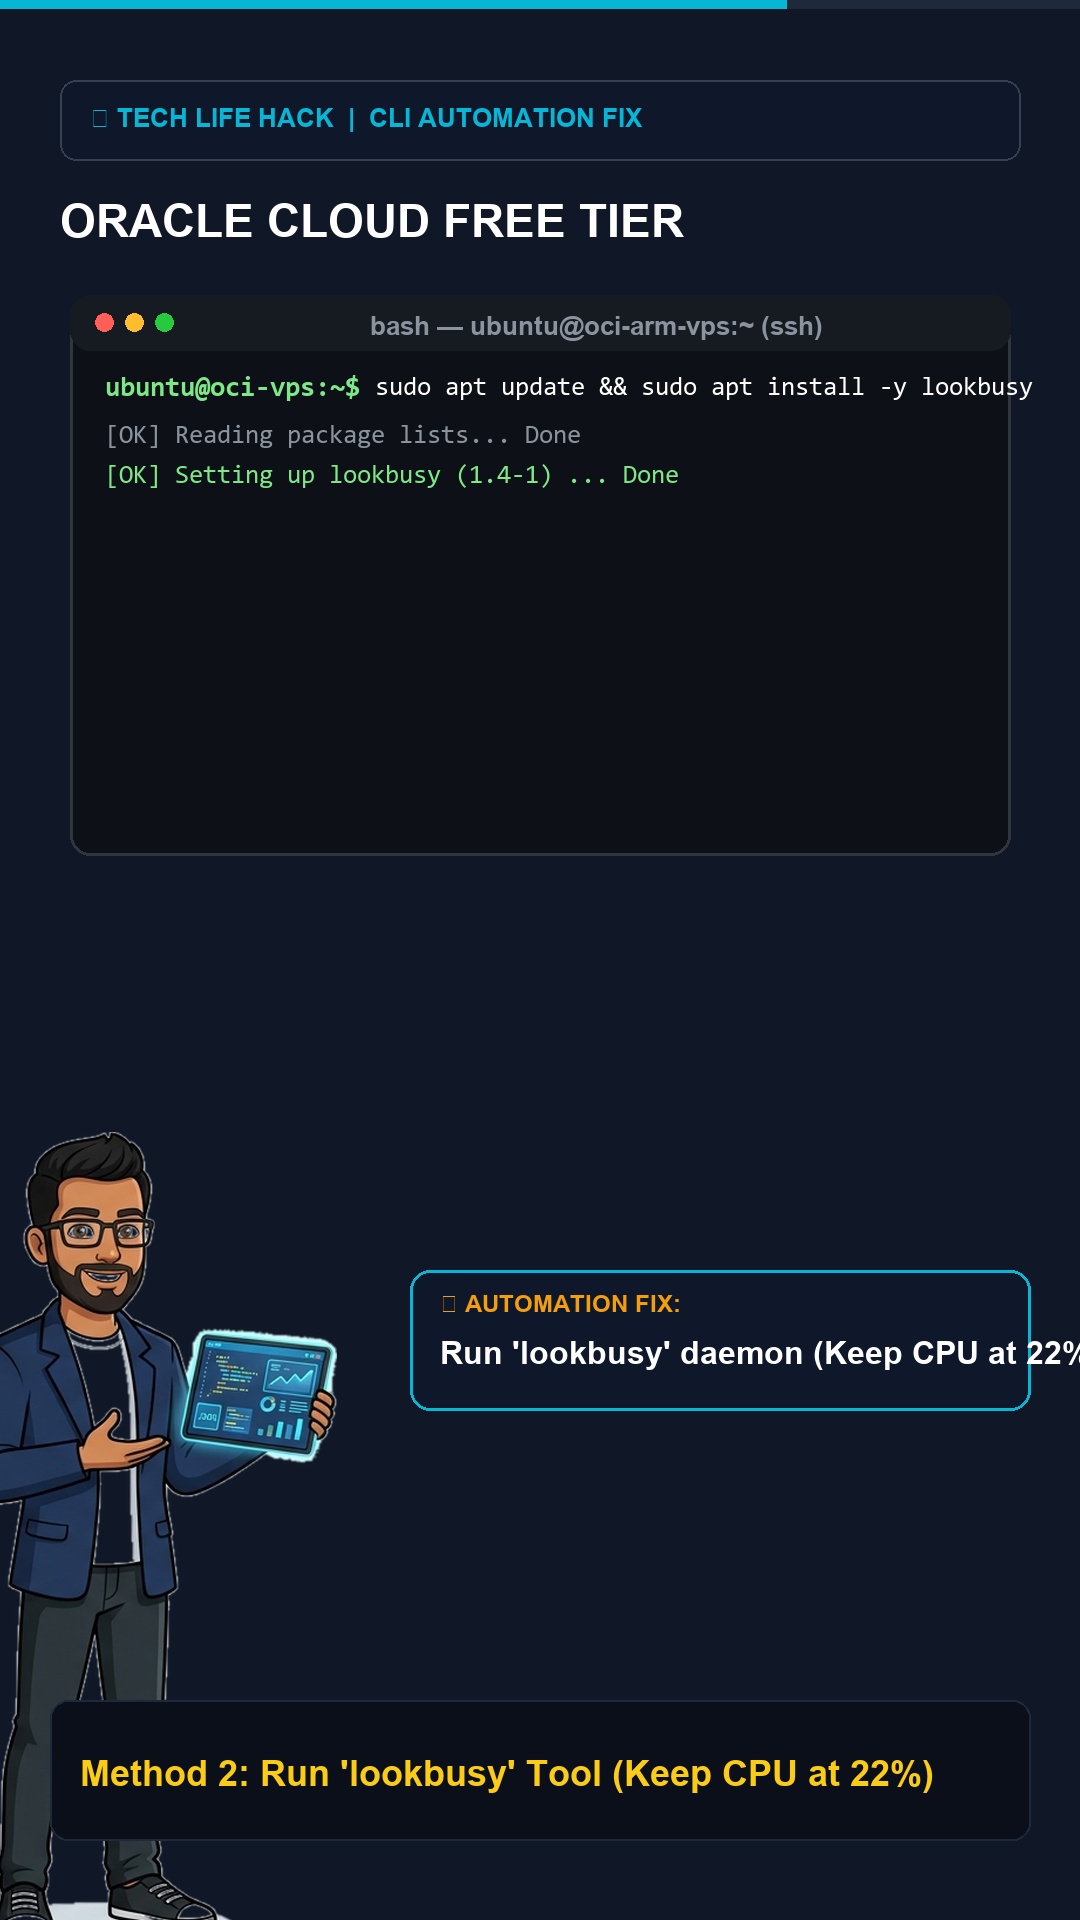 TECH LIFE HACK | CLI AUTOMATION FIX
ORACLE CLOUD FREE TIER
bash — ubuntu@oci-arm-vps:~ (ssh)
ubuntu@oci-vps:~$ sudo apt update && sudo apt install -y lookbusy
[OK] Reading package lists... Done
[OK] Setting up lookbusy (1.4-1) ... Done
AUTOMATION FIX:
Run 'lookbusy' daemon (Keep CPU at 22%
Method 2: Run 'lookbusy' Tool (Keep CPU at 22%)